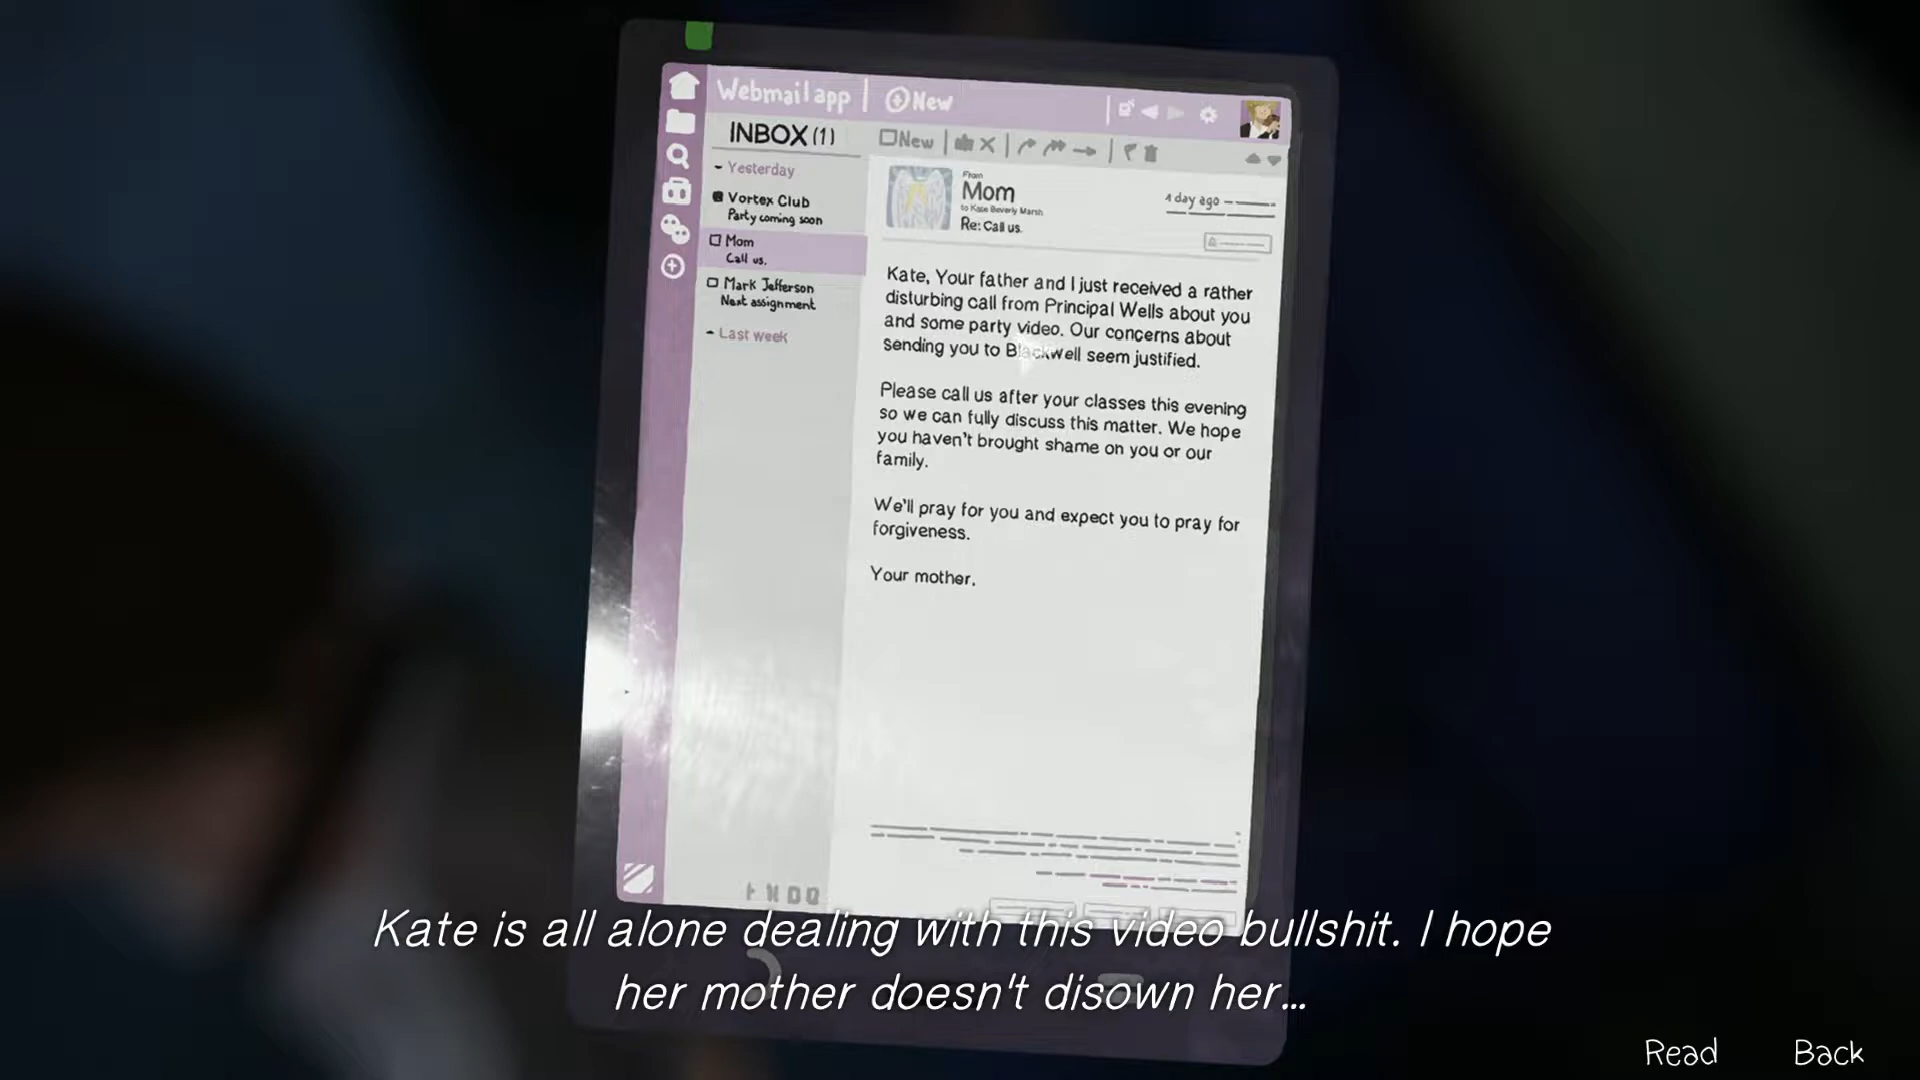 Webmail app
New
INBOX (1)
New
Yesterday
Vortex Club
Party coming soon
Mom
Call us.
Mark Jefferson
Next assignment
Last week
From
Mom
to Kate Beverly Marsh
Re: Call us.
1 day ago
Kate, Your father and I just received a rather
disturbing call from Principal Wells about you
and some party video. Our concerns about
sending you to Blackwell seem justified.
Please call us after your classes this evening
so we can fully discuss this matter. We hope
you haven't brought shame on you or our
family.
We'll pray for you and expect you to pray for
forgiveness.
Your mother.
Kate is all alone dealing with this video bullshit. I hope
her mother doesn't disown her...
Read
Back